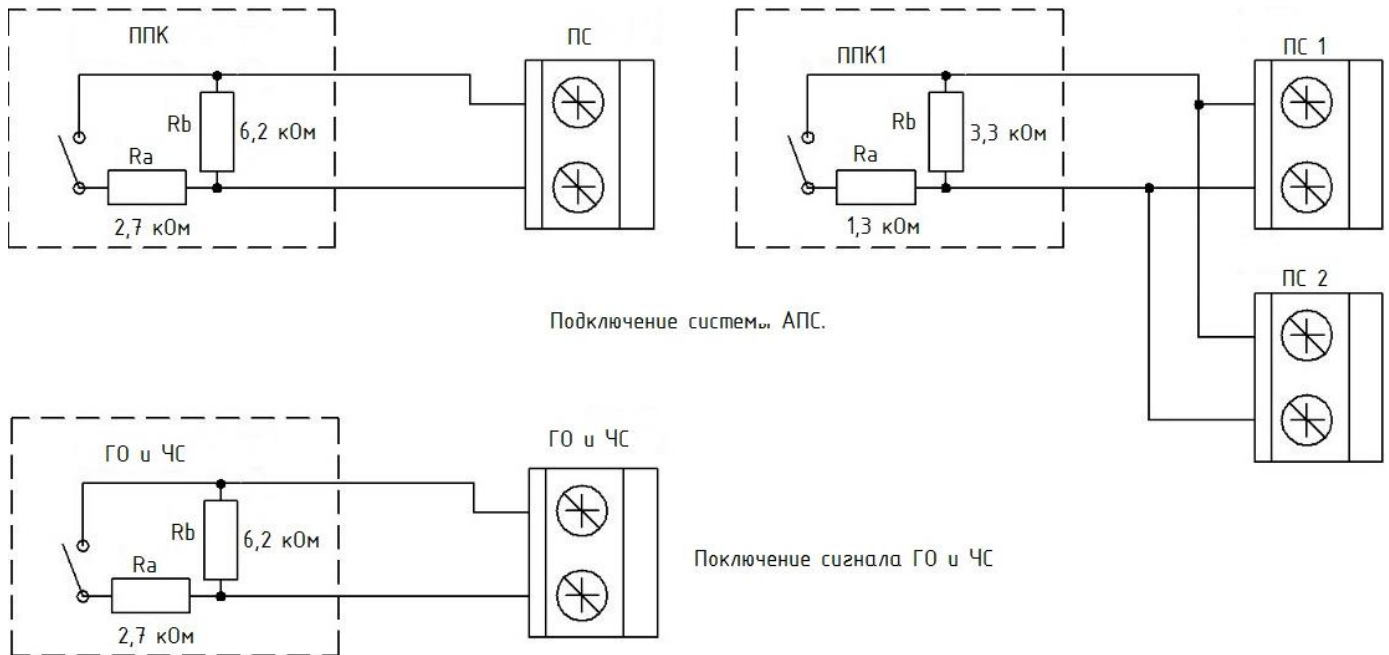 ППК
Rb
6,2 кОм
Ra
2,7 кОм
ПС
ППК1
Rb
3,3 кОм
Ra
1,3 кОм
ПС 1
ПС 2
Подключение системы АПС.
ГО и ЧС
Rb
6,2 кОм
Ra
2,7 кОм
ГО и ЧС
Поключение сигнала ГО и ЧС